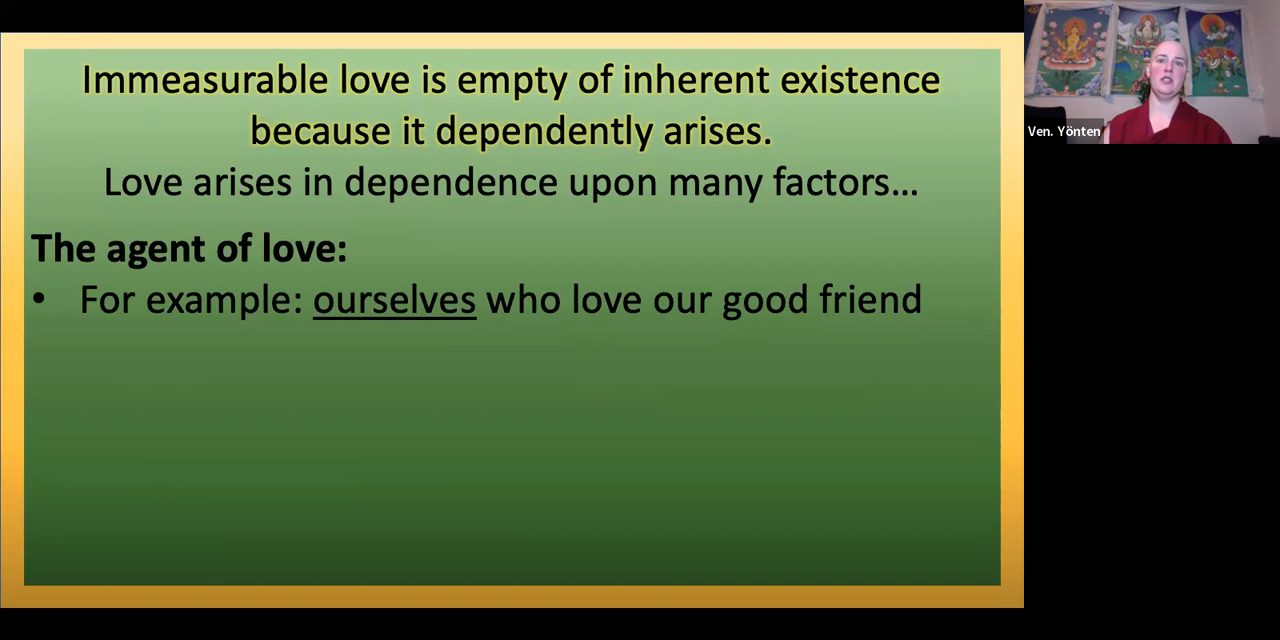 Immeasurable love is empty of inherent existence
because it dependently arises.
Love arises in dependence upon many factors...
The agent of love:
• For example: ourselves who love our good friend
Ven. Yönten